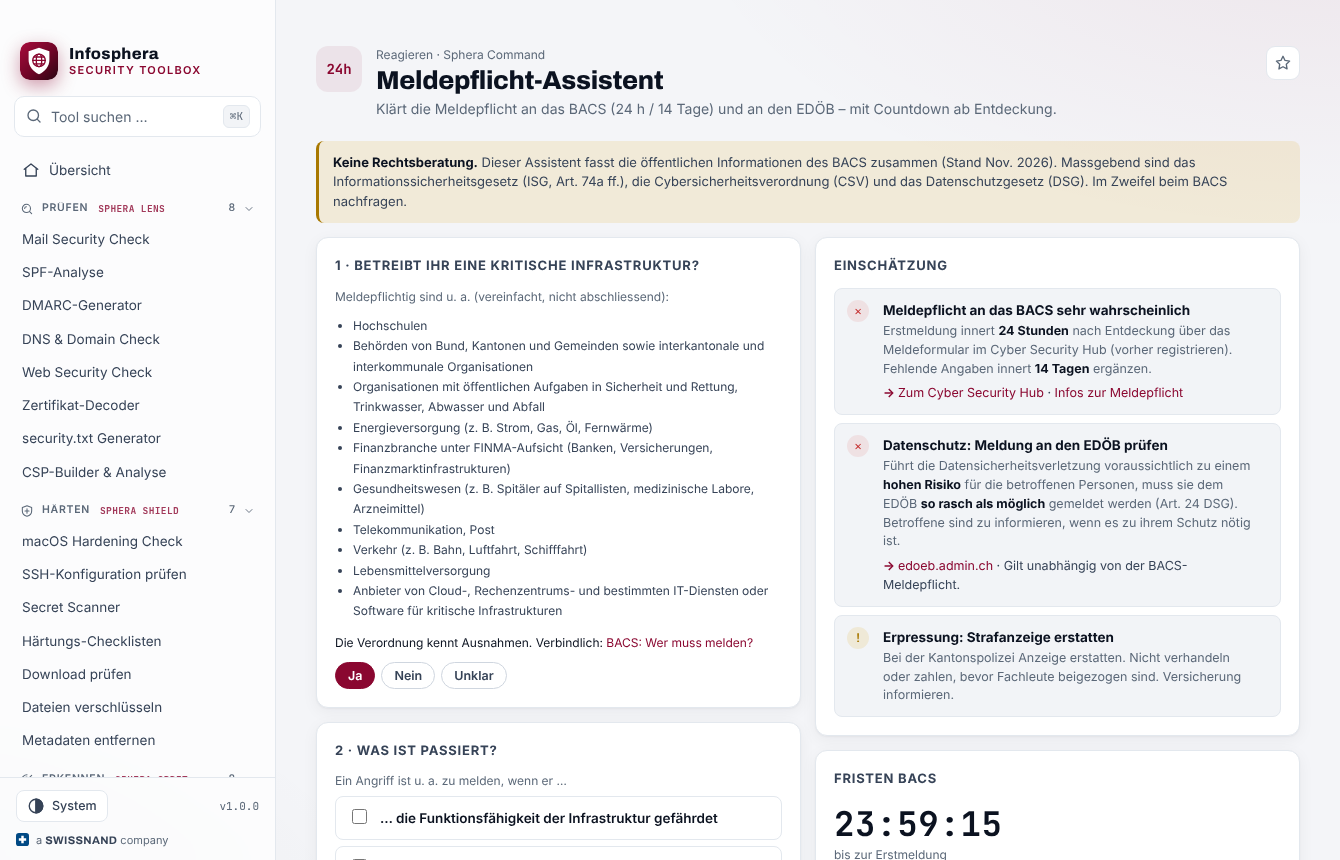 Infosphera
SECURITY TOOLBOX
Tool suchen ...
⌘K
Übersicht
PRÜFEN SPHERA LENS 8
Mail Security Check
SPF-Analyse
DMARC-Generator
DNS & Domain Check
Web Security Check
Zertifikat-Decoder
security.txt Generator
CSP-Builder & Analyse
HÄRTEN SPHERA SHIELD 7
macOS Hardening Check
SSH-Konfiguration prüfen
Secret Scanner
Härtungs-Checklisten
Download prüfen
Dateien verschlüsseln
Metadaten entfernen
System
v1.0.0
a SWISSNAND company
24h
Reagieren · Sphera Command
Meldepflicht-Assistent
Klärt die Meldepflicht an das BACS (24 h / 14 Tage) und an den EDÖB – mit Countdown ab Entdeckung.
Keine Rechtsberatung. Dieser Assistent fasst die öffentlichen Informationen des BACS zusammen (Stand Nov. 2026). Massgebend sind das
Informationssicherheitsgesetz (ISG, Art. 74a ff.), die Cybersicherheitsverordnung (CSV) und das Datenschutzgesetz (DSG). Im Zweifel beim BACS
nachfragen.
1 · BETREIBT IHR EINE KRITISCHE INFRASTRUKTUR?
Meldepflichtig sind u. a. (vereinfacht, nicht abschliessend):
• Hochschulen
• Behörden von Bund, Kantonen und Gemeinden sowie interkantonale und
interkommunale Organisationen
• Organisationen mit öffentlichen Aufgaben in Sicherheit und Rettung,
Trinkwasser, Abwasser und Abfall
• Energieversorgung (z. B. Strom, Gas, Öl, Fernwärme)
• Finanzbranche unter FINMA-Aufsicht (Banken, Versicherungen,
Finanzmarktinfrastrukturen)
• Gesundheitswesen (z. B. Spitäler auf Spitallisten, medizinische Labore,
Arzneimittel)
• Telekommunikation, Post
• Verkehr (z. B. Bahn, Luftfahrt, Schifffahrt)
• Lebensmittelversorgung
• Anbieter von Cloud-, Rechenzentrums- und bestimmten IT-Diensten oder
Software für kritische Infrastrukturen
Die Verordnung kennt Ausnahmen. Verbindlich: BACS: Wer muss melden?
Ja
Nein
Unklar
2 · WAS IST PASSIERT?
Ein Angriff ist u. a. zu melden, wenn er ...
... die Funktionsfähigkeit der Infrastruktur gefährdet
EINSCHÄTZUNG
Meldepflicht an das BACS sehr wahrscheinlich
Erstmeldung innert 24 Stunden nach Entdeckung über das
Meldeformular im Cyber Security Hub (vorher registrieren).
Fehlende Angaben innert 14 Tagen ergänzen.
→ Zum Cyber Security Hub · Infos zur Meldepflicht
Datenschutz: Meldung an den EDÖB prüfen
Führt die Datensicherheitsverletzung voraussichtlich zu einem
hohen Risiko für die betroffenen Personen, muss sie dem
EDÖB so rasch als möglich gemeldet werden (Art. 24 DSG).
Betroffene sind zu informieren, wenn es zu ihrem Schutz nötig
ist.
→ edoeb.admin.ch · Gilt unabhängig von der BACS-
Meldepflicht.
Erpressung: Strafanzeige erstatten
Bei der Kantonspolizei Anzeige erstatten. Nicht verhandeln
oder zahlen, bevor Fachleute beigezogen sind. Versicherung
informieren.
FRISTEN BACS
23:59:15
bis zur Erstmeldung